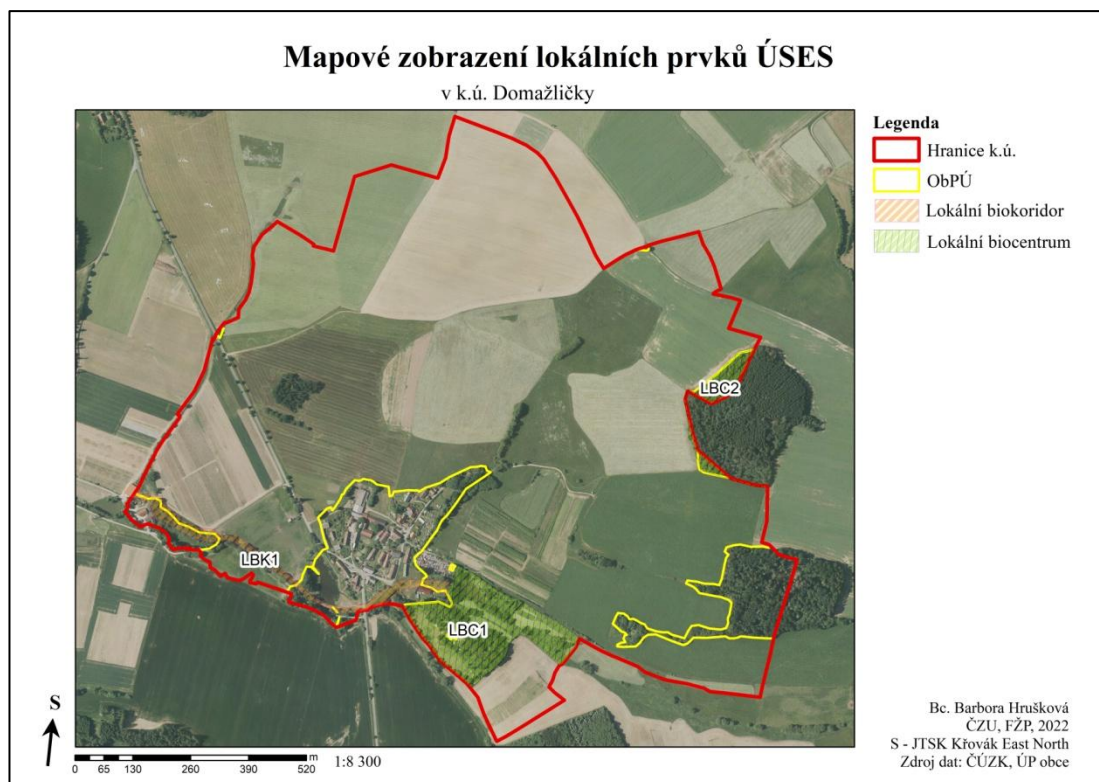 Mapové zobrazení lokálních prvků ÚSES
v k.ú. Domažličky
Legenda
Hranice k.ú.
ObPÚ
Lokální biokoridor
Lokální biocentrum
LBC2
LBK1
LBC1
S
0 65 130 260 390 520 m
1:8 300
Bc. Barbora Hrušková
ČZU, FŽP, 2022
S - JTSK Křovák East North
Zdroj dat: ČÚZK, ÚP obce